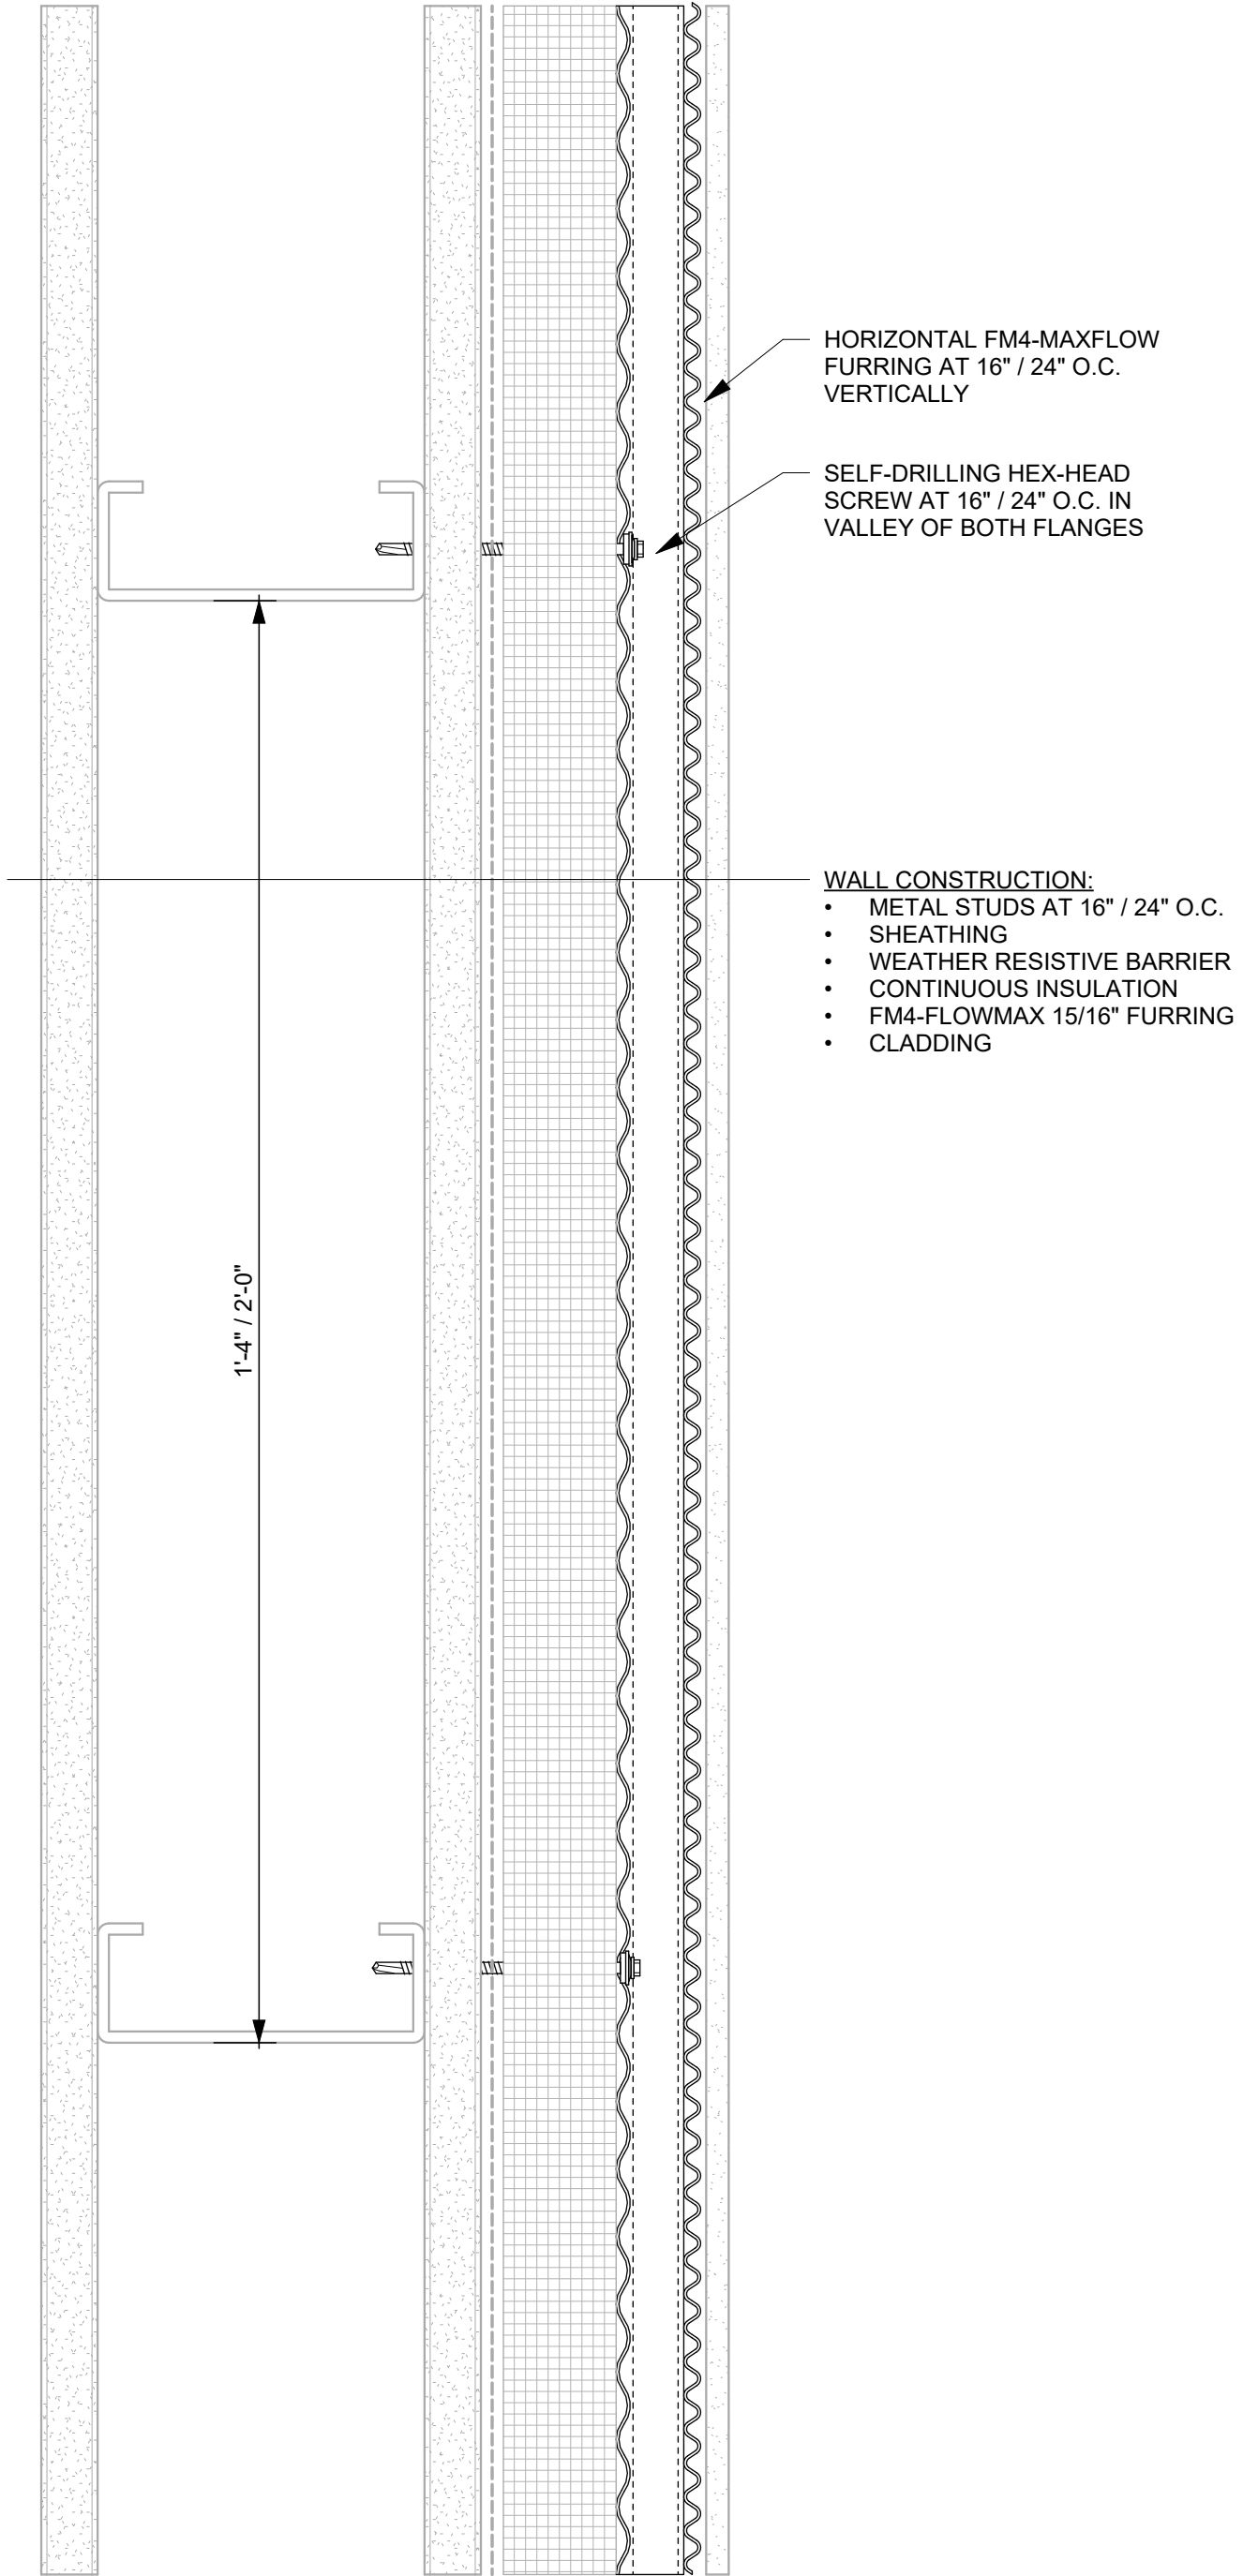 HORIZONTAL FM4-MAXFLOW
FURRING AT 16" / 24" O.C.
VERTICALLY
SELF-DRILLING HEX-HEAD
SCREW AT 16" / 24" O.C. IN
VALLEY OF BOTH FLANGES
WALL CONSTRUCTION:
• METAL STUDS AT 16" / 24" O.C.
• SHEATHING
• WEATHER RESISTIVE BARRIER
• CONTINUOUS INSULATION
• FM4-FLOWMAX 15/16" FURRING
• CLADDING
1'-4" / 2'-0"